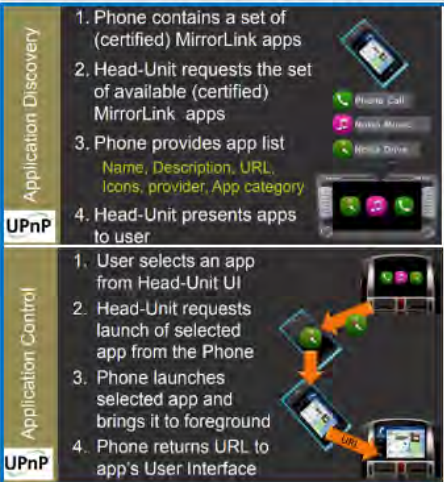 Application Discovery
UPnP
1. Phone contains a set of
(certified) MirrorLink apps
2. Head-Unit requests the set
of available (certified)
MirrorLink apps
3. Phone provides app list
Name, Description, URL,
Icons, provider, App category
4. Head-Unit presents apps
to user
Phone Call
Nokia Music
Nokia Drive
Application Control
UPnP
1. User selects an app
from Head-Unit UI
2. Head-Unit requests
launch of selected
app from the Phone
3. Phone launches
selected app and
brings it to foreground
4. Phone returns URL to
app's User Interface
URL